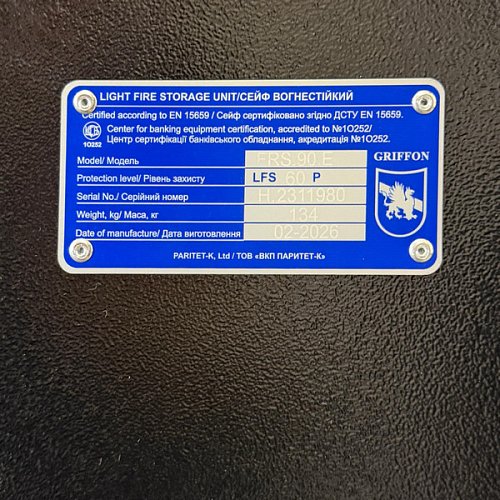 LIGHT FIRE STORAGE UNIT/СЕЙФ ВОГНЕСТІЙКИЙ
Certified according to EN 15659 / Сейф сертифіковано згідно ДСТУ EN 15659.
Center for banking equipment certification, accredited to №1O252/
Центр сертифікації банківського обладнання, акредитація №1O252.
1O252
Model/ Модель FRS 90 E
Protection level/ Рівень захисту LFS 60 P
Serial No./ Серійний номер H.2311980
Weight, kg/ Маса, кг 134
Date of manufacture/ Дата виготовлення 02-2026
GRIFFON
PARITET-K, Ltd / ТОВ «ВКП ПАРИТЕТ-К»